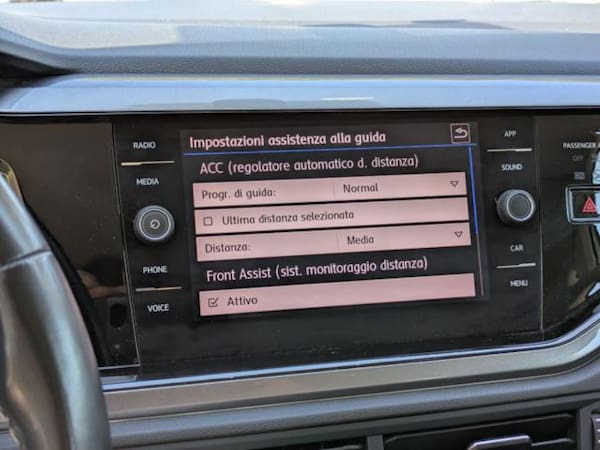 RADIO
MEDIA
PHONE
VOICE
Impostazioni assistenza alla guida
ACC (regolatore automatico d. distanza)
Progr. di guida: Normal
Ultima distanza selezionata
Distanza: Media
Front Assist (sist. monitoraggio distanza)
Attivo
APP
SOUND
CAR
MENU
PASSENGER
OFF